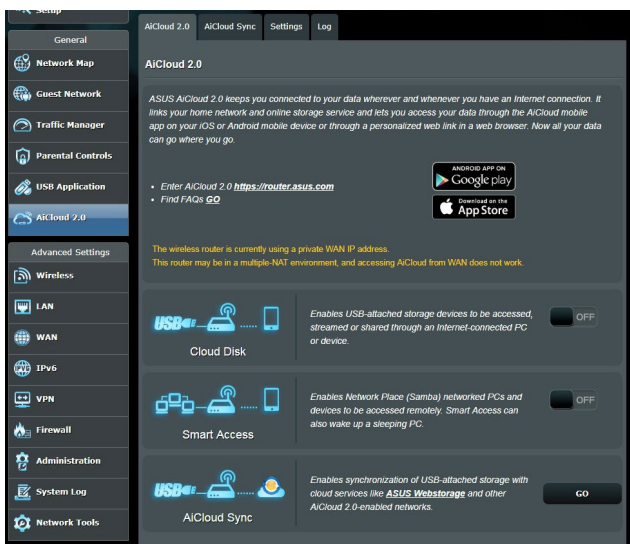 Setup
General
Network Map
Guest Network
Traffic Manager
Parental Controls
USB Application
AiCloud 2.0
Advanced Settings
Wireless
LAN
WAN
IPv6
VPN
Firewall
Administration
System Log
Network Tools
AiCloud 2.0 AiCloud Sync Settings Log
AiCloud 2.0
ASUS AiCloud 2.0 keeps you connected to your data wherever and whenever you have an Internet connection. It
links your home network and online storage service and lets you access your data through the AiCloud mobile
app on your iOS or Android mobile device or through a personalized web link in a web browser. Now all your data
can go where you go.
• Enter AiCloud 2.0 https://router.asus.com
• Find FAQs GO
ANDROID APP ON
Google play
Download on the
App Store
The wireless router is currently using a private WAN IP address.
This router may be in a multiple-NAT environment, and accessing AiCloud from WAN does not work.
USB
Cloud Disk
Enables USB-attached storage devices to be accessed,
streamed or shared through an Internet-connected PC
or device.
OFF
Smart Access
Enables Network Place (Samba) networked PCs and
devices to be accessed remotely. Smart Access can
also wake up a sleeping PC.
OFF
USB
AiCloud Sync
Enables synchronization of USB-attached storage with
cloud services like ASUS Webstorage and other
AiCloud 2.0-enabled networks.
GO